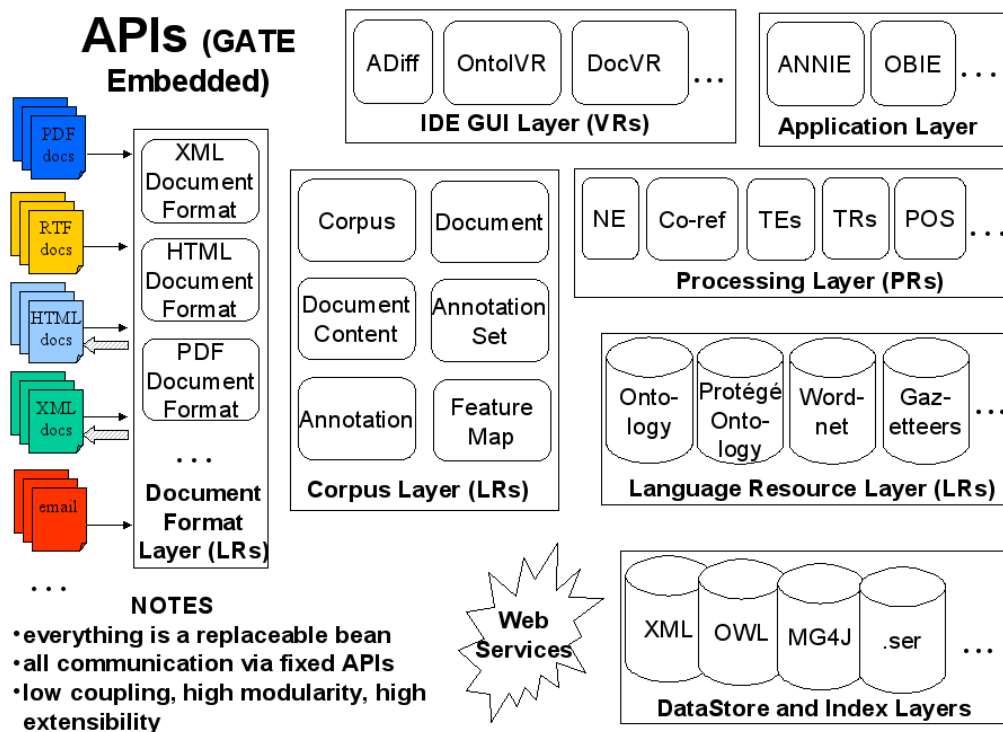 APIs (GATE
Embedded)
PDF
docs
RTF
docs
HTML
docs
XML
docs
email
. . .
XML
Document
Format
HTML
Document
Format
PDF
Document
Format
. . .
Document
Format
Layer (LRs)
ADiff
OntolVR
DocVR
. . .
IDE GUI Layer (VRs)
ANNIE
OBIE
. . .
Application Layer
Corpus
Document
Document
Content
Annotation
Set
Annotation
Feature
Map
Corpus Layer (LRs)
NE
Co-ref
TEs
TRs
POS
. . .
Processing Layer (PRs)
Onto-
logy
Protégé
Onto-
logy
Word-
net
Gaz-
etteers
. . .
Language Resource Layer (LRs)
NOTES
•everything is a replaceable bean
•all communication via fixed APIs
•low coupling, high modularity, high
extensibility
Web
Services
XML
OWL
MG4J
.ser
. . .
DataStore and Index Layers